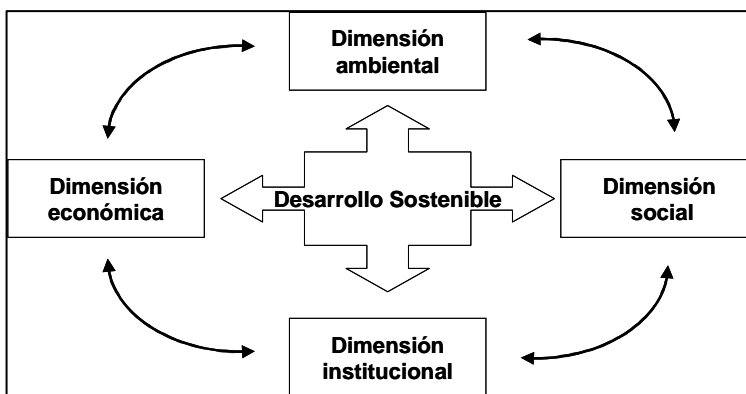 Dimensión
ambiental
Dimensión
económica
Desarrollo Sostenible
Dimensión
social
Dimensión
institucional